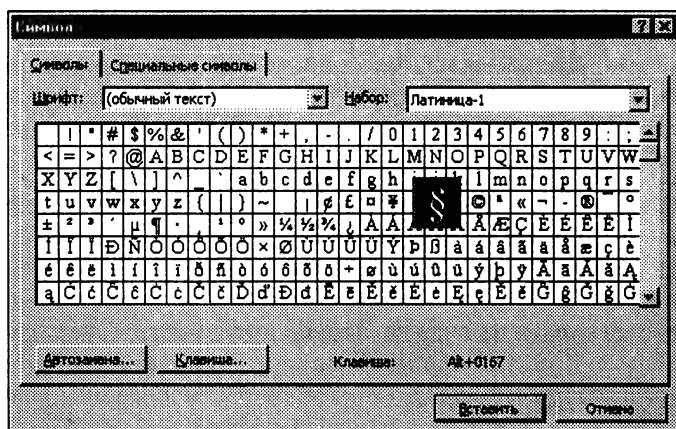 Символ
Символы Специальные символы
Шрифт: (обычный текст) Набор: Латиница-1
! " # $ % & ' ( ) * + , - . / 0 1 2 3 4 5 6 7 8 9 : ;
< = > ? @ A B C D E F G H I J K L M N O P Q R S T U V W
X Y Z [ \ ] ^ _ ` a b c d e f g h l m n o p q r s
t u v w x y z { | } ~ ¢ £ ¤ ¥ § © ª « ¬ - ® ¯ °
± ² ³ ´ µ ¶ · ¸ ¹ º » ¼ ½ ¾ ¿ À Á Å Æ Ç È É Ê Ë Ì
Í Î Ï Ð Ñ Ò Ó Ô Õ Ö × Ø Ù Ú Û Ü Ý Þ ß à á â ã ä å æ ç è
é ê ë ì í î ï ð ñ ò ó ô õ ö ÷ ø ù ú û ü ý þ ÿ Ā ā Ă ă Ą
ą Ć ć Ĉ ĉ Ċ ċ Č č Ď ď Đ đ Ē ē Ĕ ĕ Ė ė Ę ę Ě ě Ĝ ĝ Ğ ğ Ġ
Автозамена... Клавиша... Клавиша: Alt+0167
Вставить Отмена